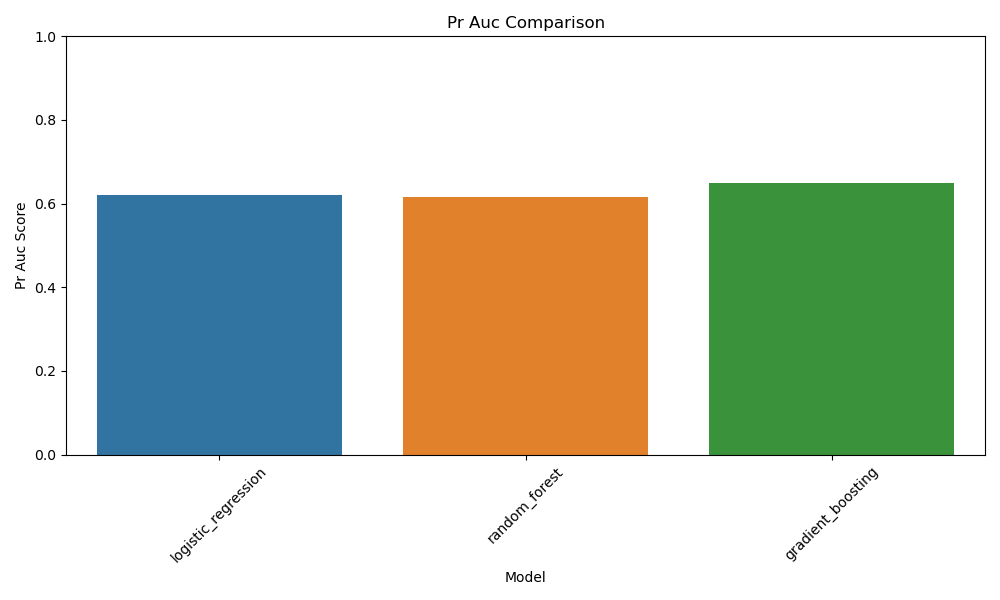 Pr Auc Comparison
Pr Auc Score
1.0
0.8
0.6
0.4
0.2
0.0
logistic_regression
random_forest
gradient_boosting
Model